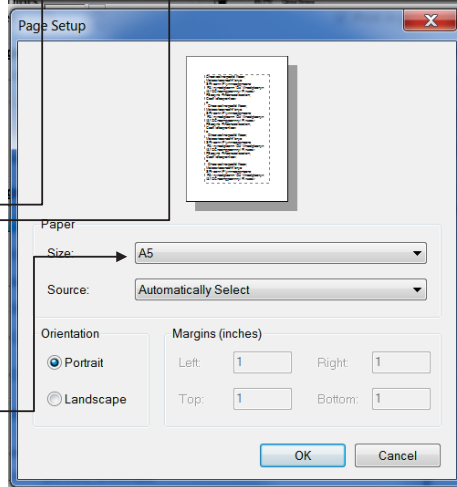 Page Setup
Paper
Size: A5
Source: Automatically Select
Orientation
Portrait
Landscape
Margins (inches)
Left: 1 Right: 1
Top: 1 Bottom: 1
OK Cancel